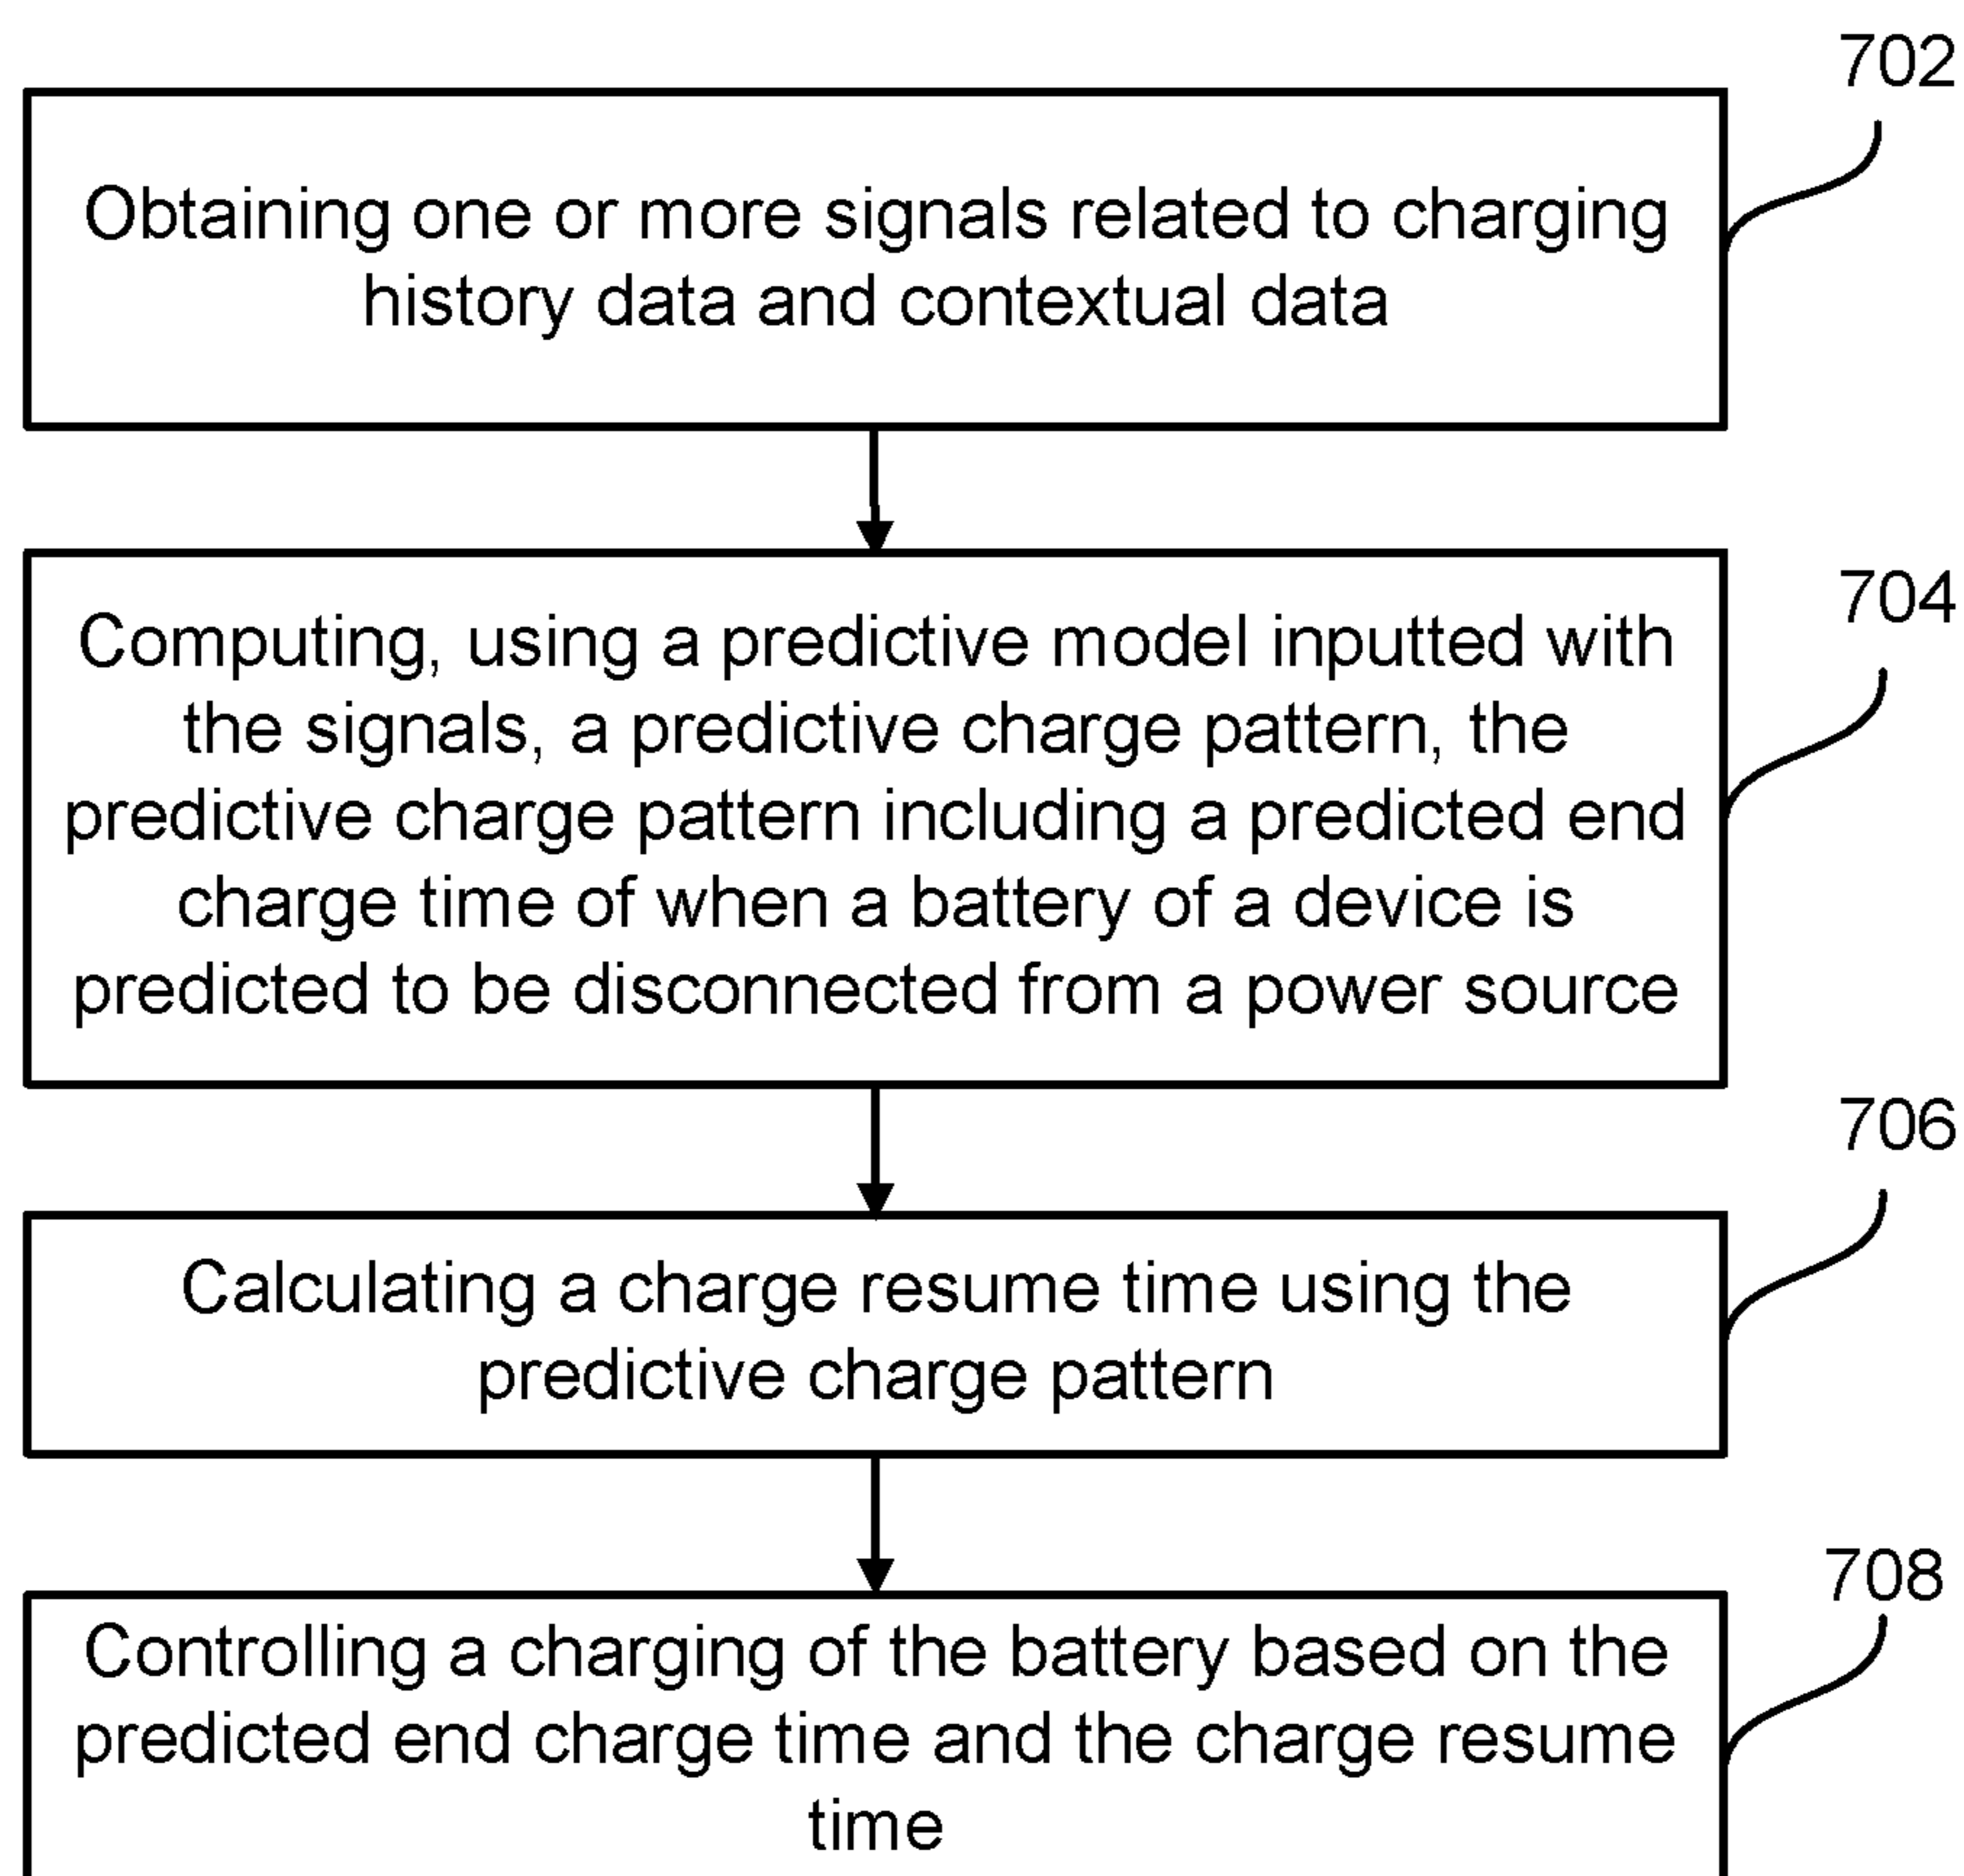 702
Obtaining one or more signals related to charging
history data and contextual data
704
Computing, using a predictive model inputted with
the signals, a predictive charge pattern, the
predictive charge pattern including a predicted end
charge time of when a battery of a device is
predicted to be disconnected from a power source
706
Calculating a charge resume time using the
predictive charge pattern
708
Controlling a charging of the battery based on the
predicted end charge time and the charge resume
time